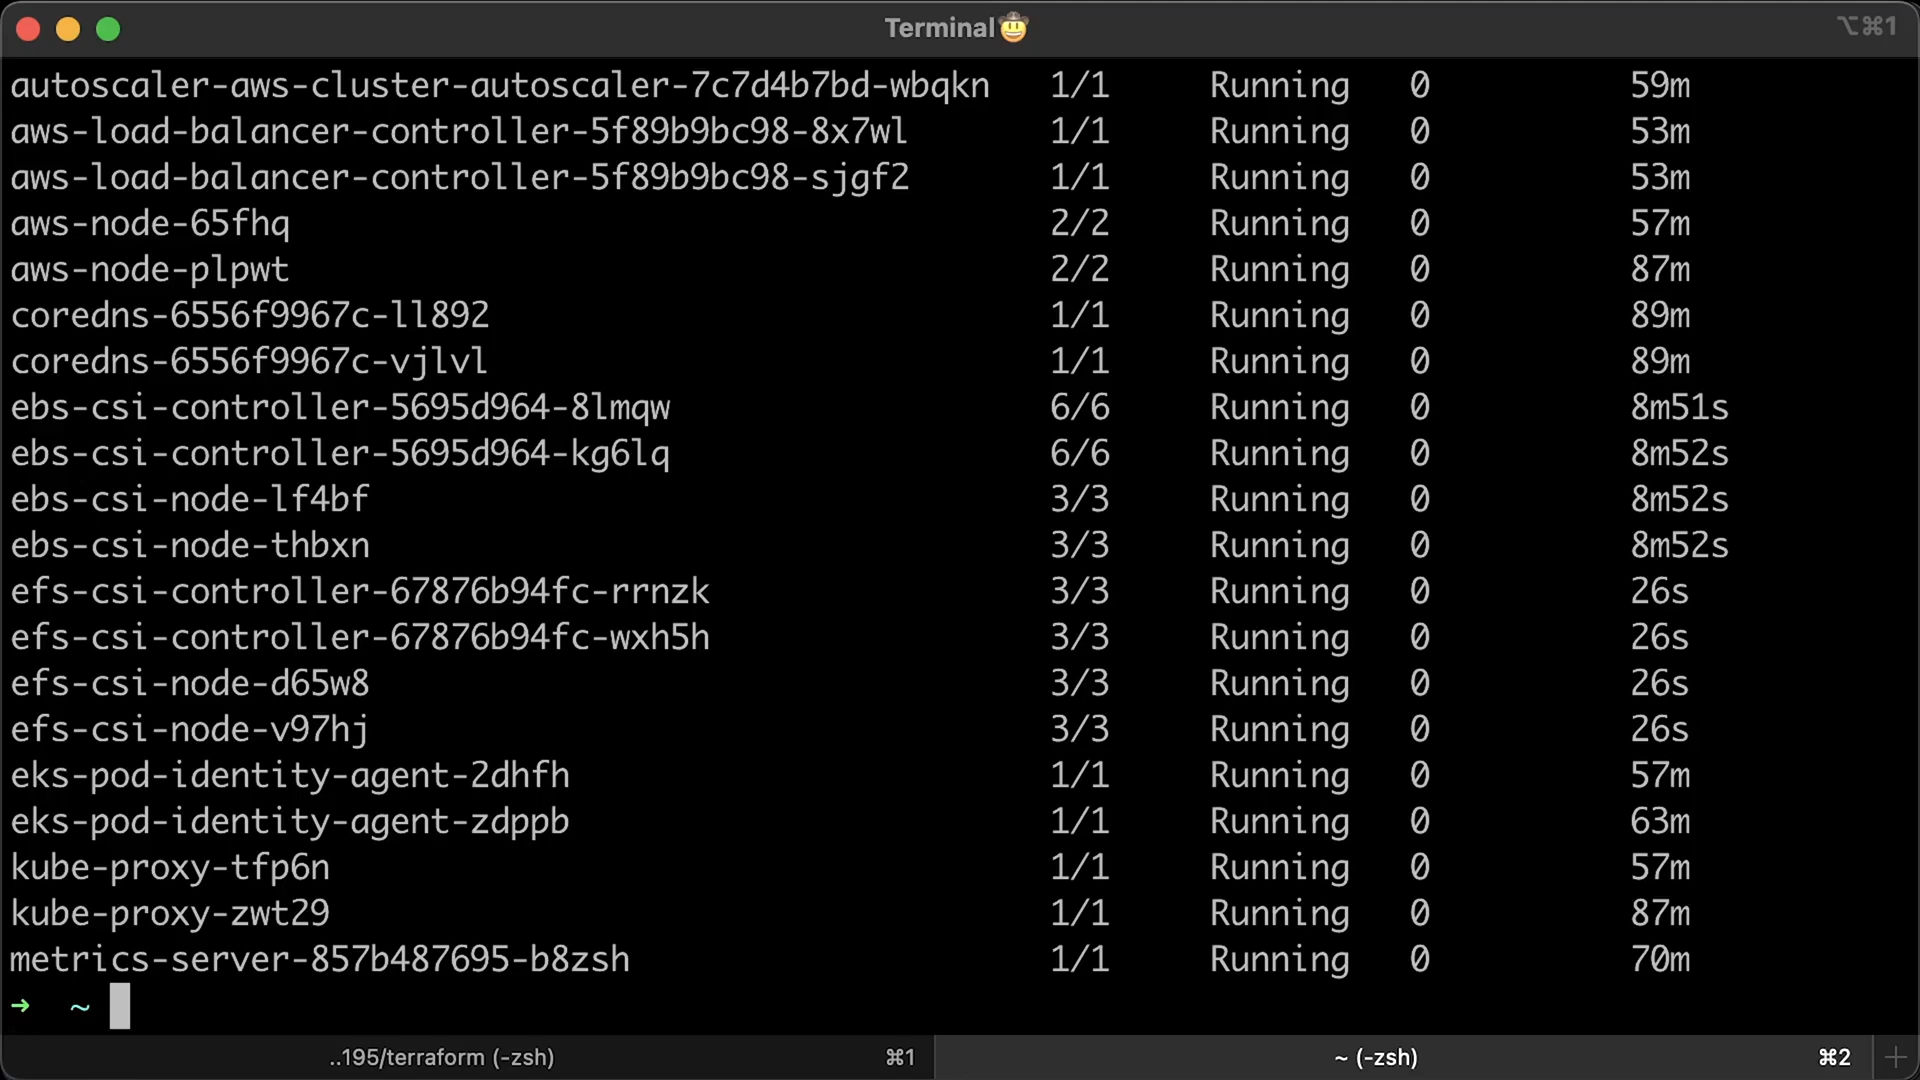 Terminal🤠 ⌥⌘1
autoscaler-aws-cluster-autoscaler-7c7d4b7bd-wbqkn 1/1 Running 0 59m
aws-load-balancer-controller-5f89b9bc98-8x7wl 1/1 Running 0 53m
aws-load-balancer-controller-5f89b9bc98-sjgf2 1/1 Running 0 53m
aws-node-65fhq 2/2 Running 0 57m
aws-node-plpwt 2/2 Running 0 87m
coredns-6556f9967c-ll892 1/1 Running 0 89m
coredns-6556f9967c-vjlvl 1/1 Running 0 89m
ebs-csi-controller-5695d964-8lmqw 6/6 Running 0 8m51s
ebs-csi-controller-5695d964-kg6lq 6/6 Running 0 8m52s
ebs-csi-node-lf4bf 3/3 Running 0 8m52s
ebs-csi-node-thbxn 3/3 Running 0 8m52s
efs-csi-controller-67876b94fc-rrnzk 3/3 Running 0 26s
efs-csi-controller-67876b94fc-wxh5h 3/3 Running 0 26s
efs-csi-node-d65w8 3/3 Running 0 26s
efs-csi-node-v97hj 3/3 Running 0 26s
eks-pod-identity-agent-2dhfh 1/1 Running 0 57m
eks-pod-identity-agent-zdppb 1/1 Running 0 63m
kube-proxy-tfp6n 1/1 Running 0 57m
kube-proxy-zwt29 1/1 Running 0 87m
metrics-server-857b487695-b8zsh 1/1 Running 0 70m
➜ ~
..195/terraform (-zsh) ⌘1 ~ (-zsh) ⌘2 +